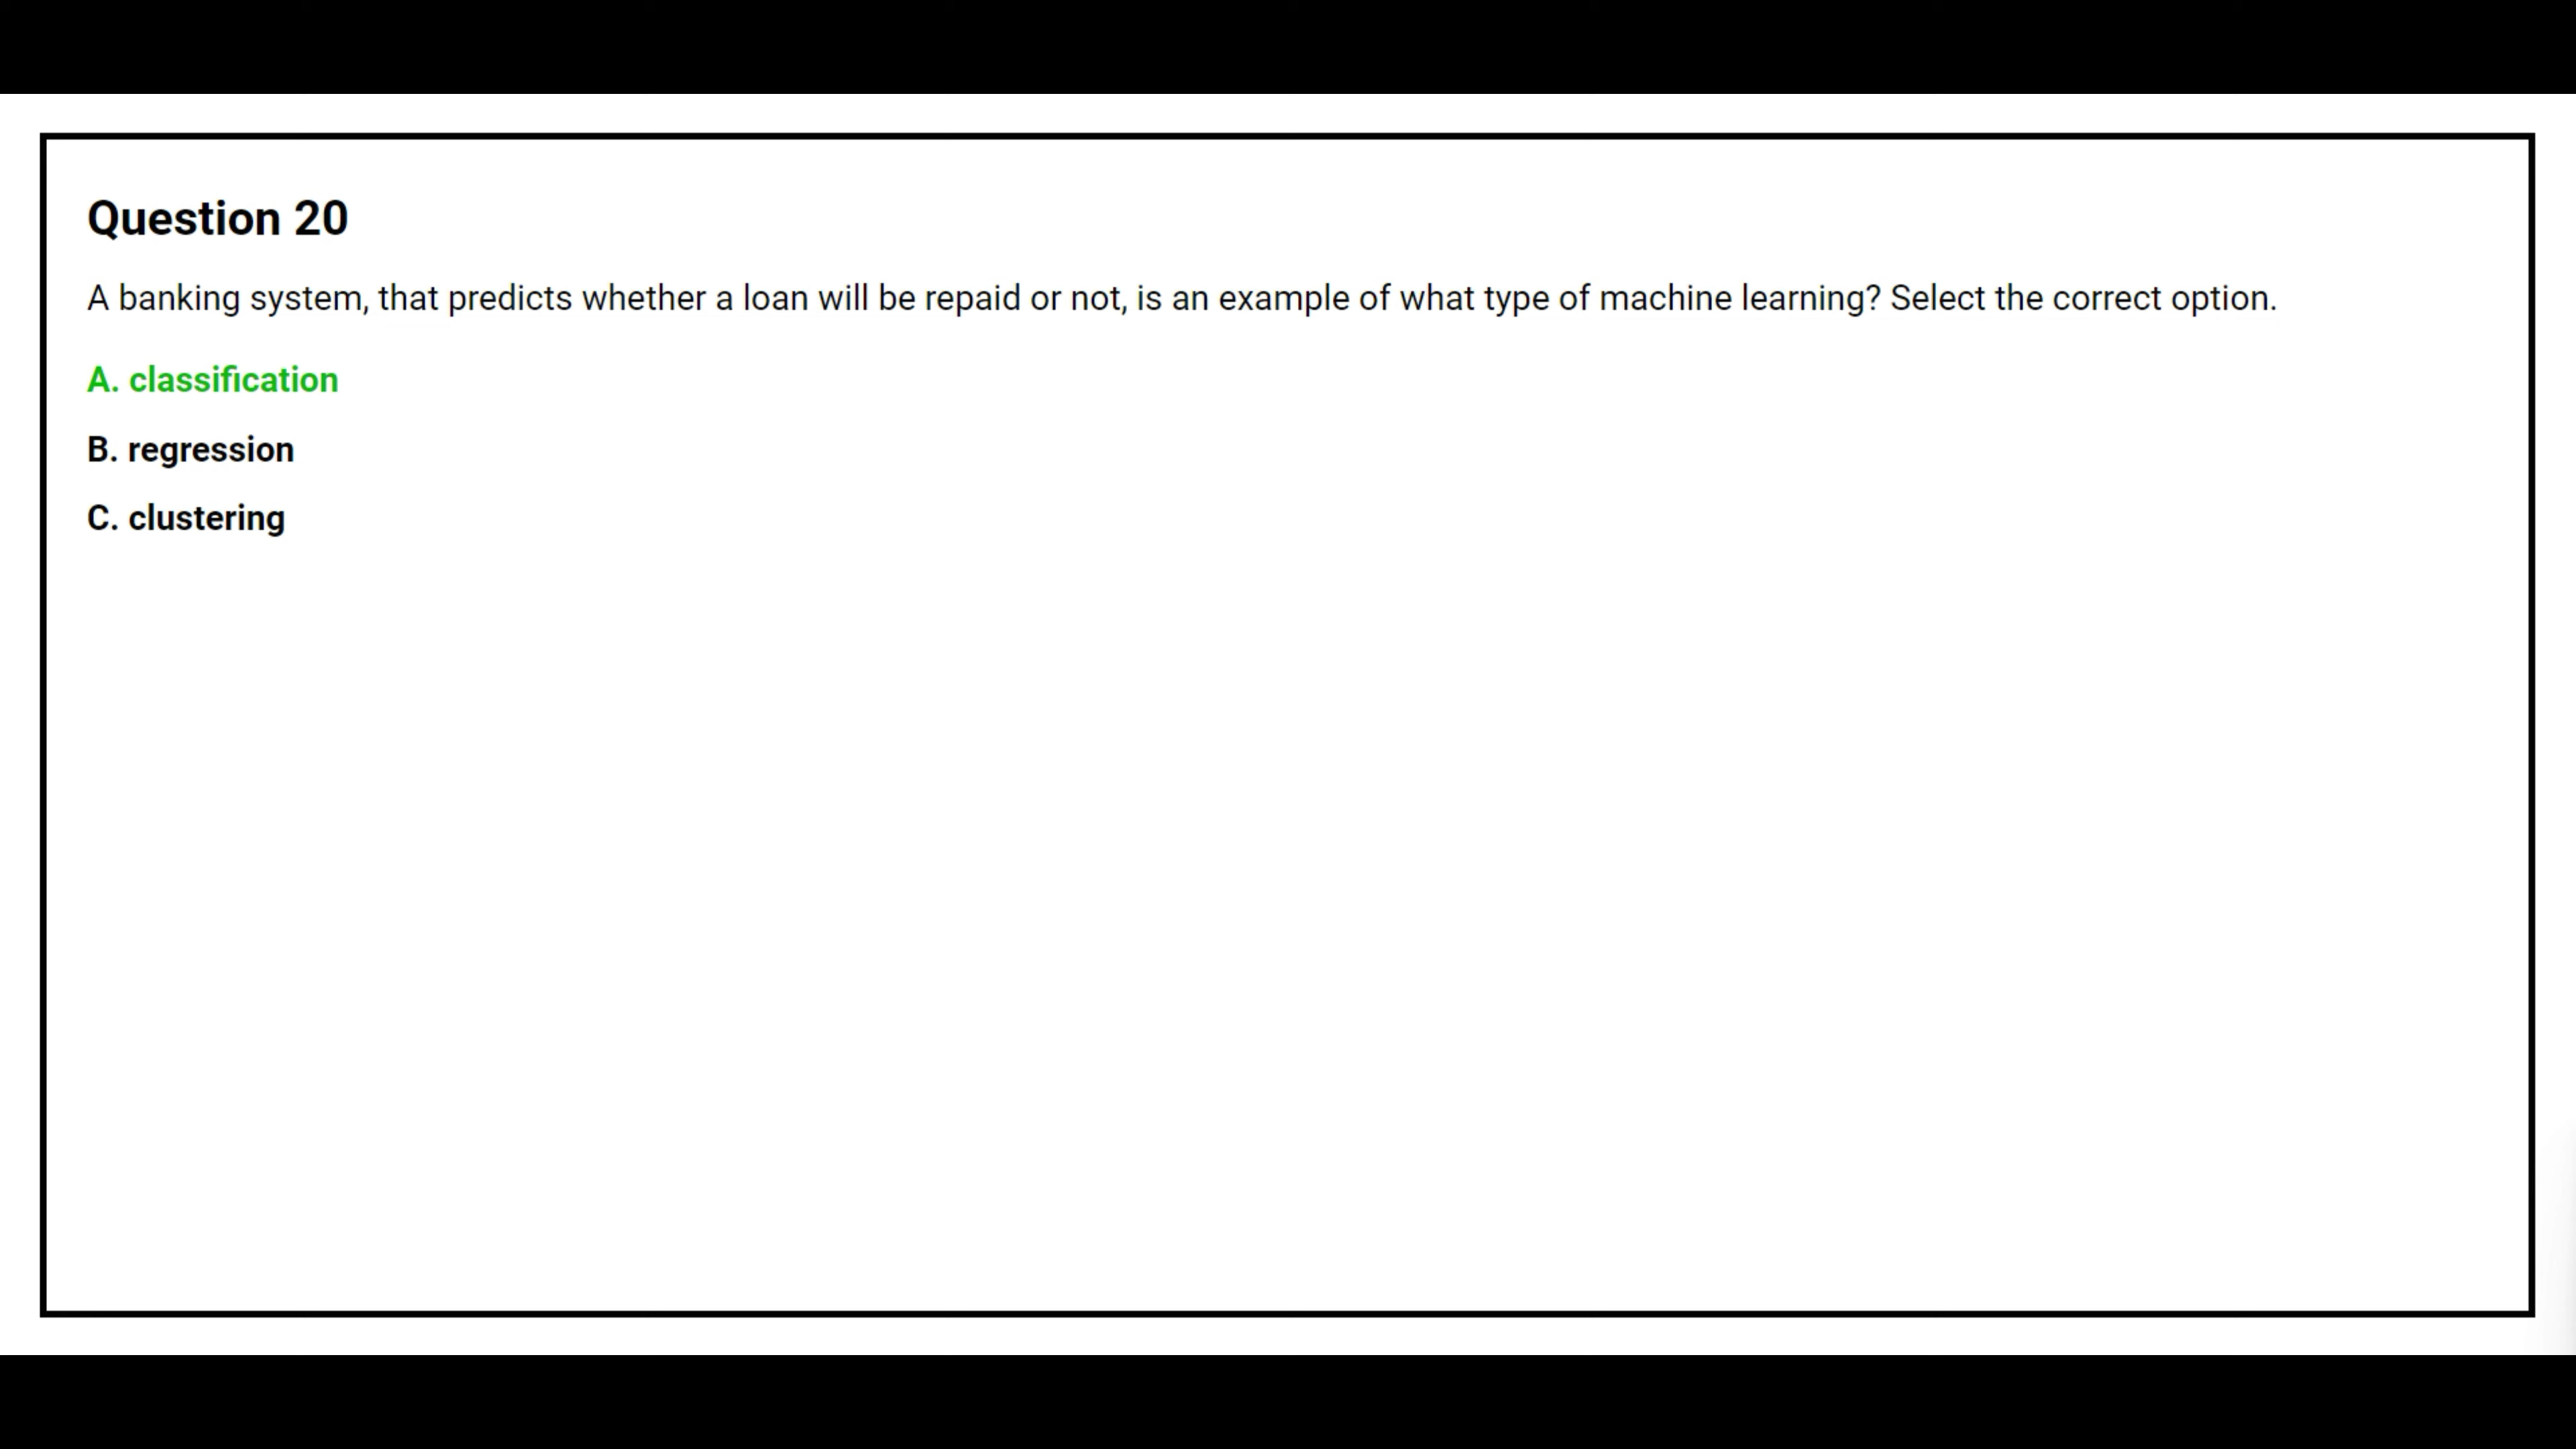 Question 20
A banking system, that predicts whether a loan will be repaid or not, is an example of what type of machine learning? Select the correct option.
A. classification
B. regression
C. clustering